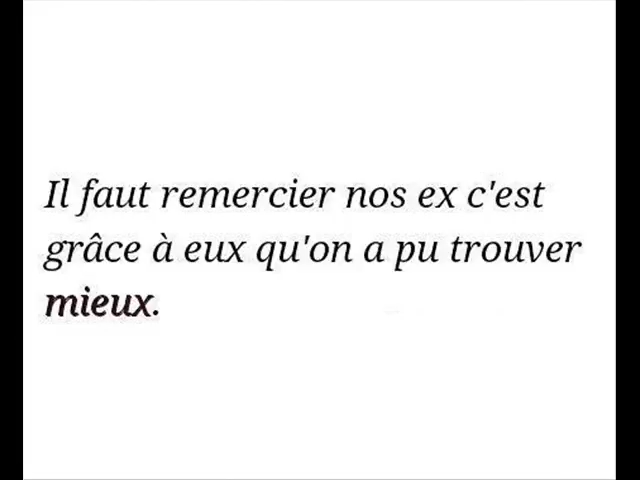 Il faut remercier nos ex c'est
grâce à eux qu'on a pu trouver
mieux.